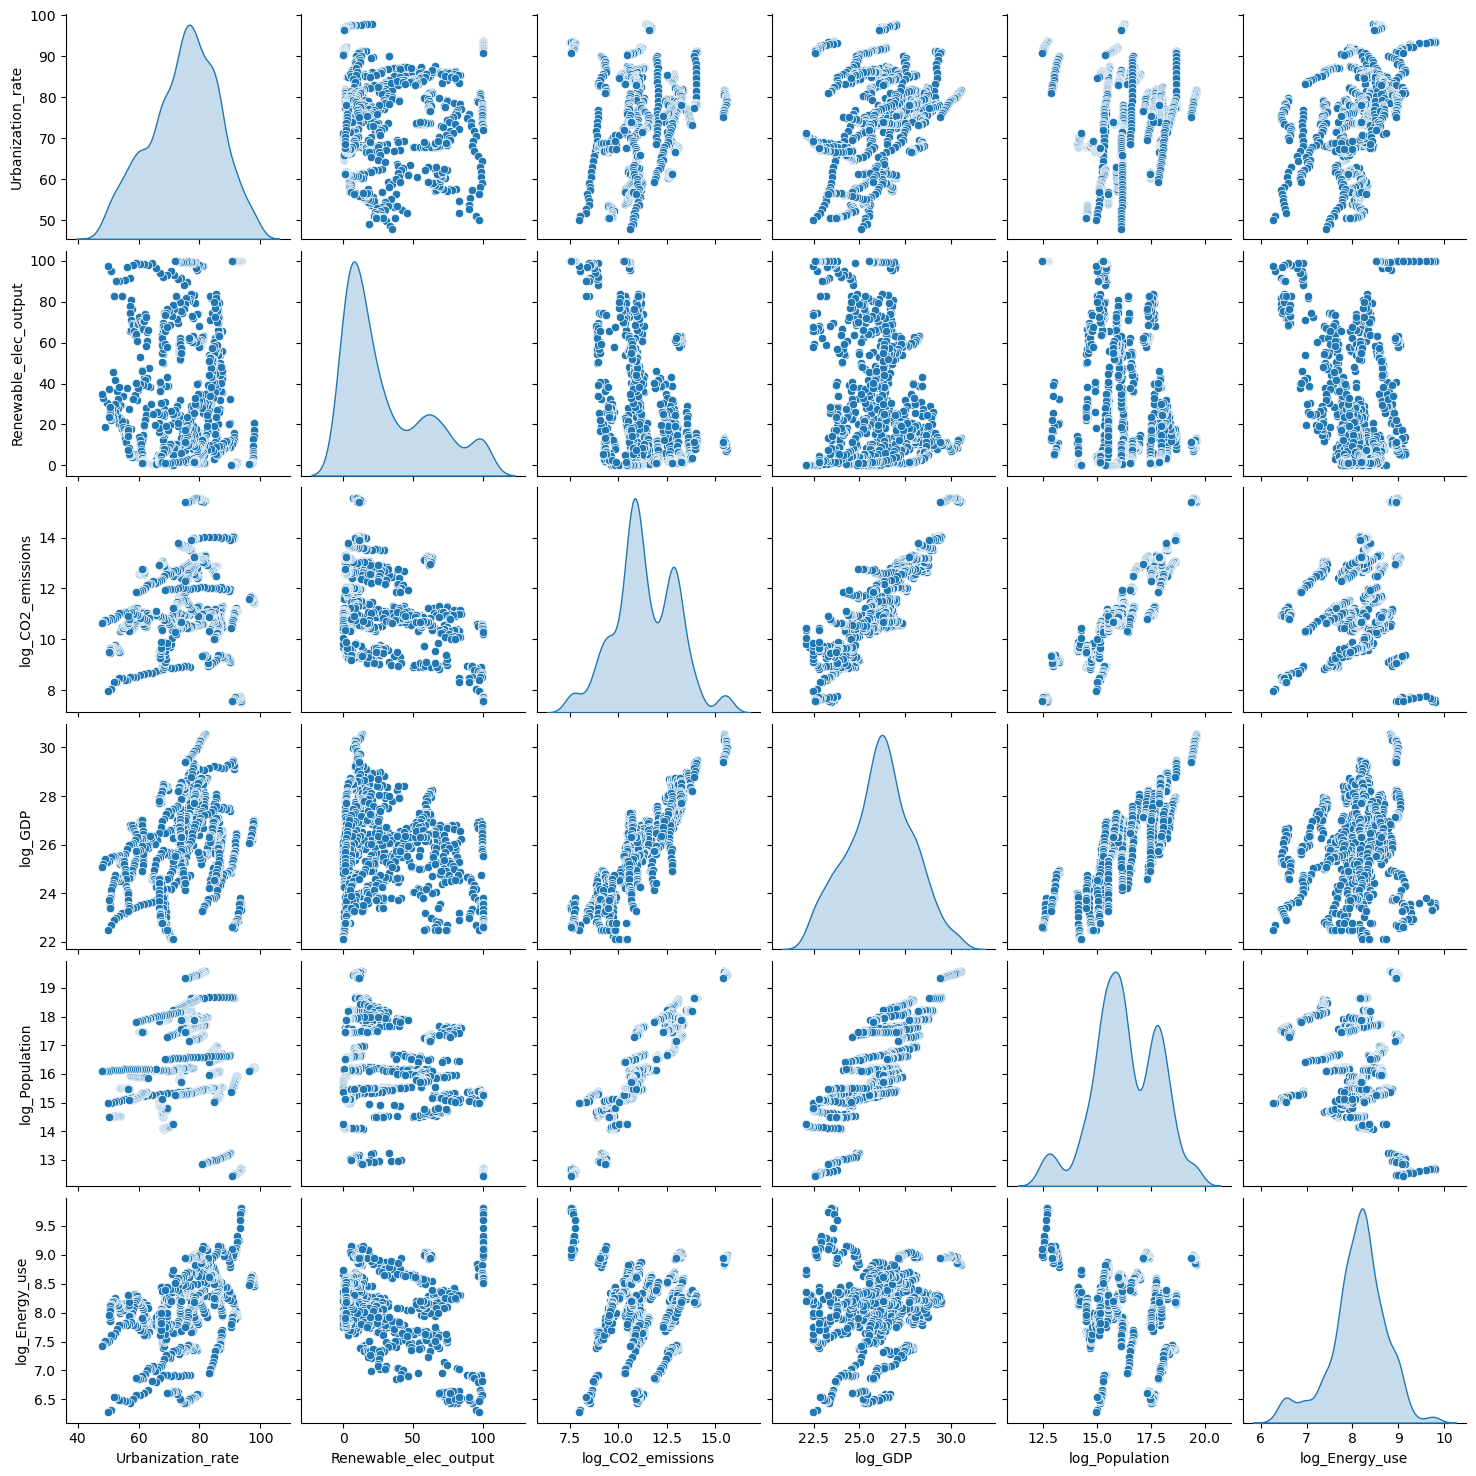 100
90
80
70
60
50
Urbanization_rate
100
80
60
40
20
0
Renewable_elec_output
14
12
10
8
log_CO2_emissions
30
28
26
24
22
log_GDP
19
18
17
16
15
14
13
log_Population
9.5
9.0
8.5
8.0
7.5
7.0
6.5
log_Energy_use
40 60 80 100
Urbanization_rate
0 50 100
Renewable_elec_output
7.5 10.0 12.5 15.0
log_CO2_emissions
22.5 25.0 27.5 30.0
log_GDP
12.5 15.0 17.5 20.0
log_Population
6 7 8 9 10
log_Energy_use